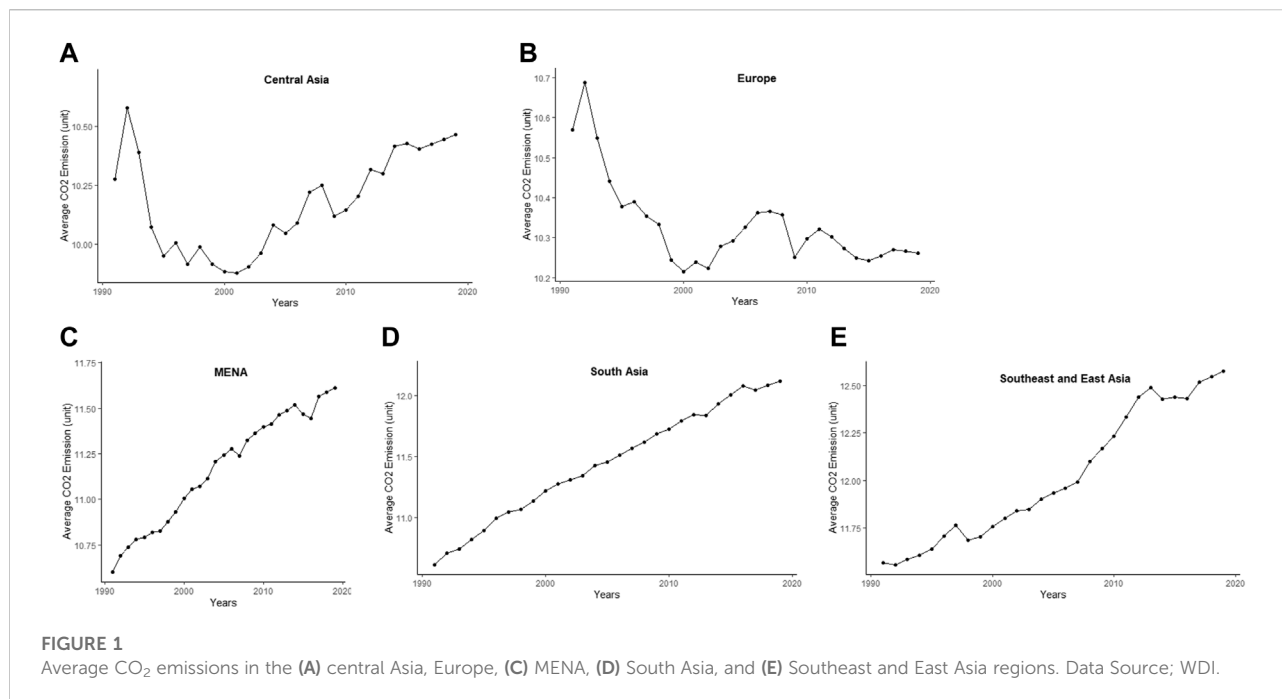 A
Central Asia
Average CO2 Emission (unit)
10.50
10.25
10.00
1990
2000
2010
2020
Years
B
Europe
Average CO2 Emission (unit)
10.7
10.6
10.5
10.4
10.3
10.2
1990
2000
2010
2020
Years
C
MENA
Average CO2 Emission (unit)
11.75
11.50
11.25
11.00
10.75
1990
2000
2010
2020
Years
D
South Asia
Average CO2 Emission (unit)
12.0
11.5
11.0
1990
2000
2010
2020
Years
E
Southeast and East Asia
Average CO2 Emission (unit)
12.50
12.25
12.00
11.75
1990
2000
2010
2020
Years
FIGURE 1
Average CO₂ emissions in the (A) central Asia, Europe, (C) MENA, (D) South Asia, and (E) Southeast and East Asia regions. Data Source; WDI.